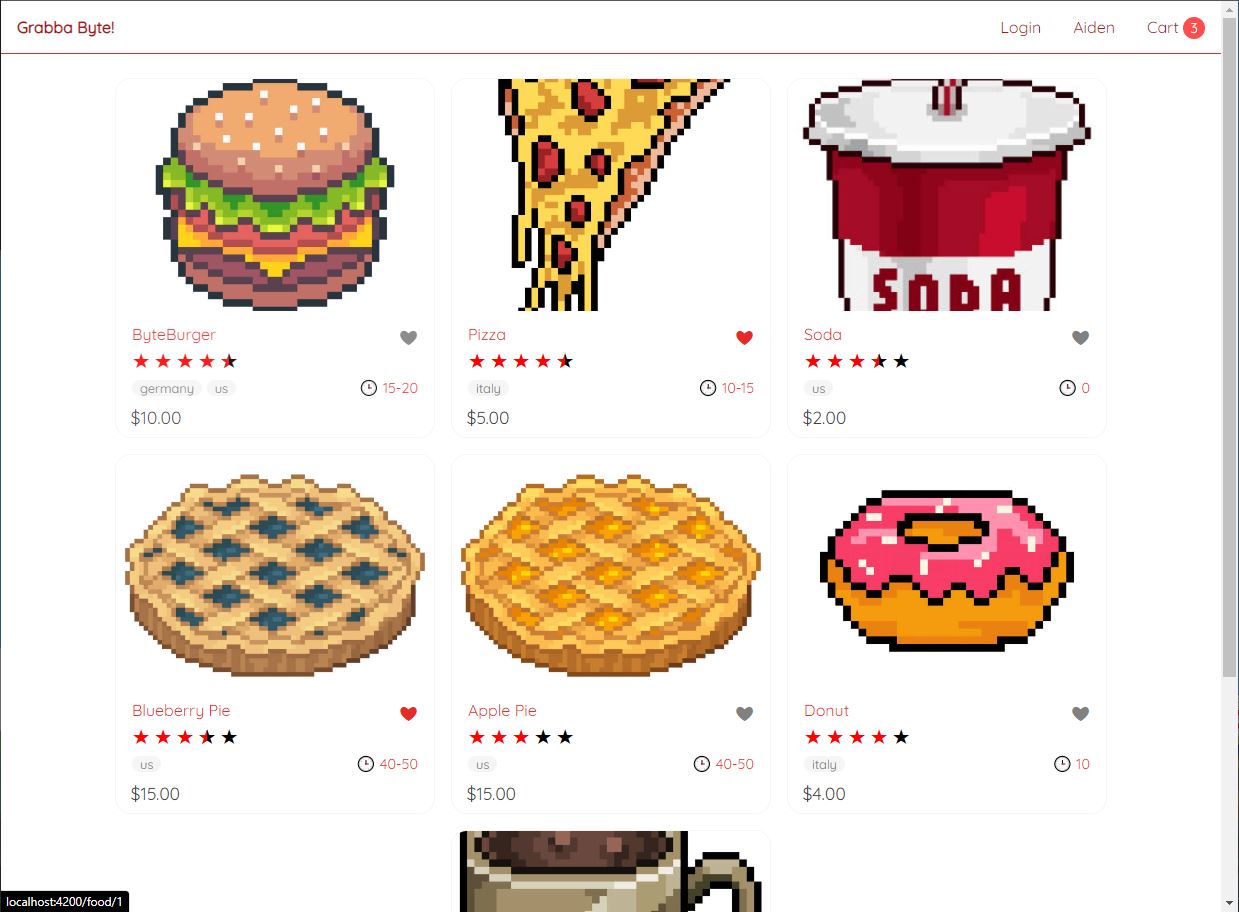 Grabba Byte!
Login Aiden Cart 3
SODA
ByteBurger
germany us 15-20
$10.00
Pizza
italy 10-15
$5.00
Soda
us 0
$2.00
Blueberry Pie
us 40-50
$15.00
Apple Pie
us 40-50
$15.00
Donut
italy 10
$4.00
localhost:4200/food/1